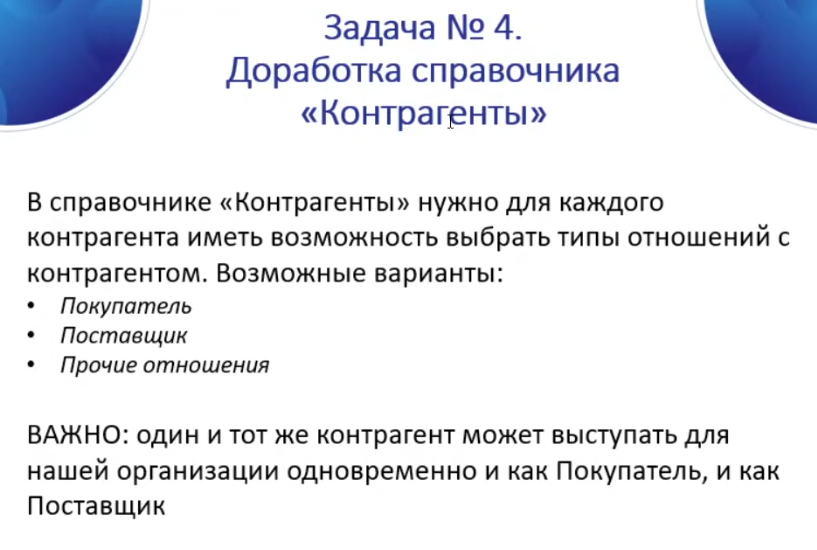 Задача № 4.
Доработка справочника
«Контрагенты»
В справочнике «Контрагенты» нужно для каждого
контрагента иметь возможность выбрать типы отношений с
контрагентом. Возможные варианты:
• Покупатель
• Поставщик
• Прочие отношения
ВАЖНО: один и тот же контрагент может выступать для
нашей организации одновременно и как Покупатель, и как
Поставщик